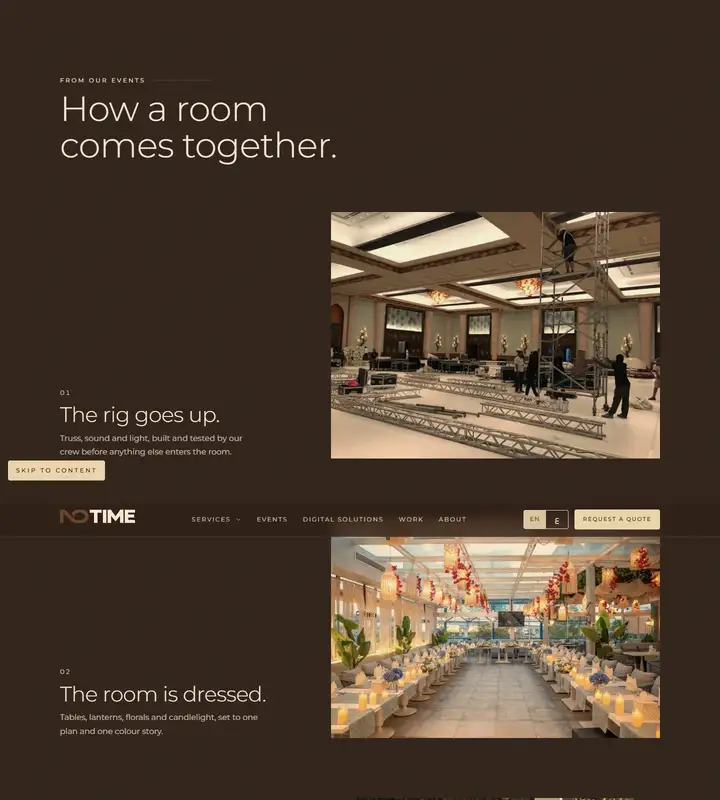 FROM OUR EVENTS
How a room
comes together.
01
The rig goes up.
Truss, sound and light, built and tested by our
crew before anything else enters the room.
SKIP TO CONTENT
NOTIME
SERVICES
EVENTS
DIGITAL SOLUTIONS
WORK
ABOUT
EN
REQUEST A QUOTE
02
The room is dressed.
Tables, lanterns, florals and candlelight, set to one
plan and one colour story.